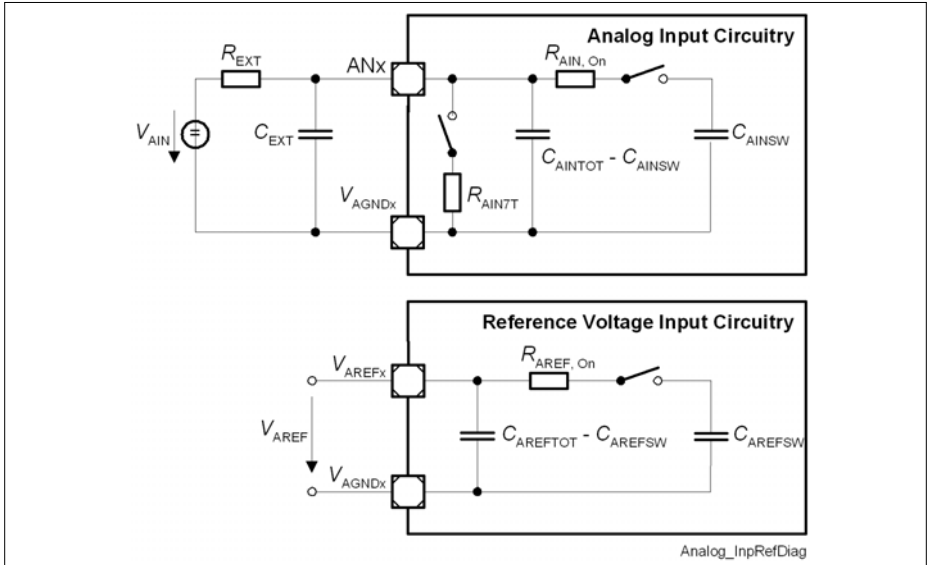 Analog Input Circuitry
REXT
ANx
RAIN, On
VAIN
CEXT
CAINTOT - CAINSW
CAINSW
RAIN7T
VAGNDx
Reference Voltage Input Circuitry
RAREF, On
VAREFx
VAREF
CAREFTOT - CAREFSW
CAREFSW
VAGNDx
Analog_InpRefDiag